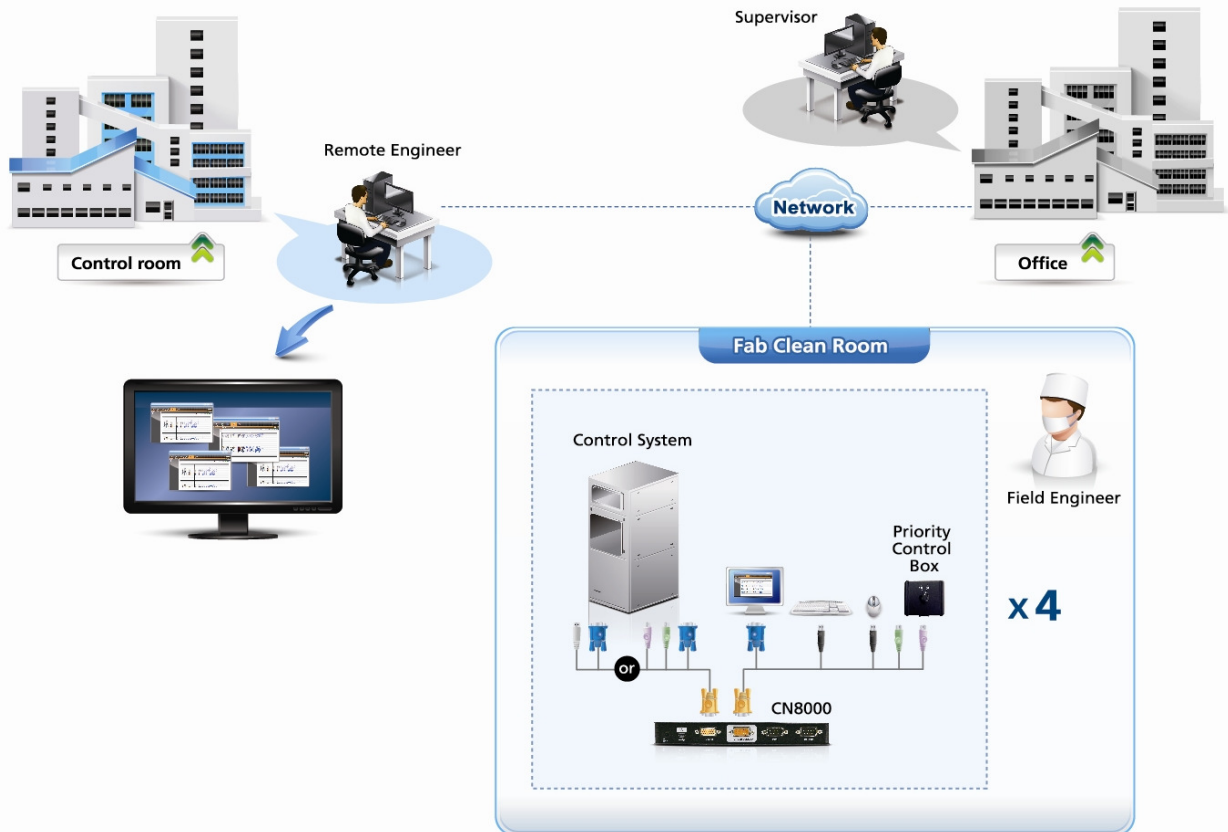 Supervisor
Remote Engineer
Network
Control room
Office
Fab Clean Room
Control System
Field Engineer
Priority
Control
Box
x 4
or
CN8000